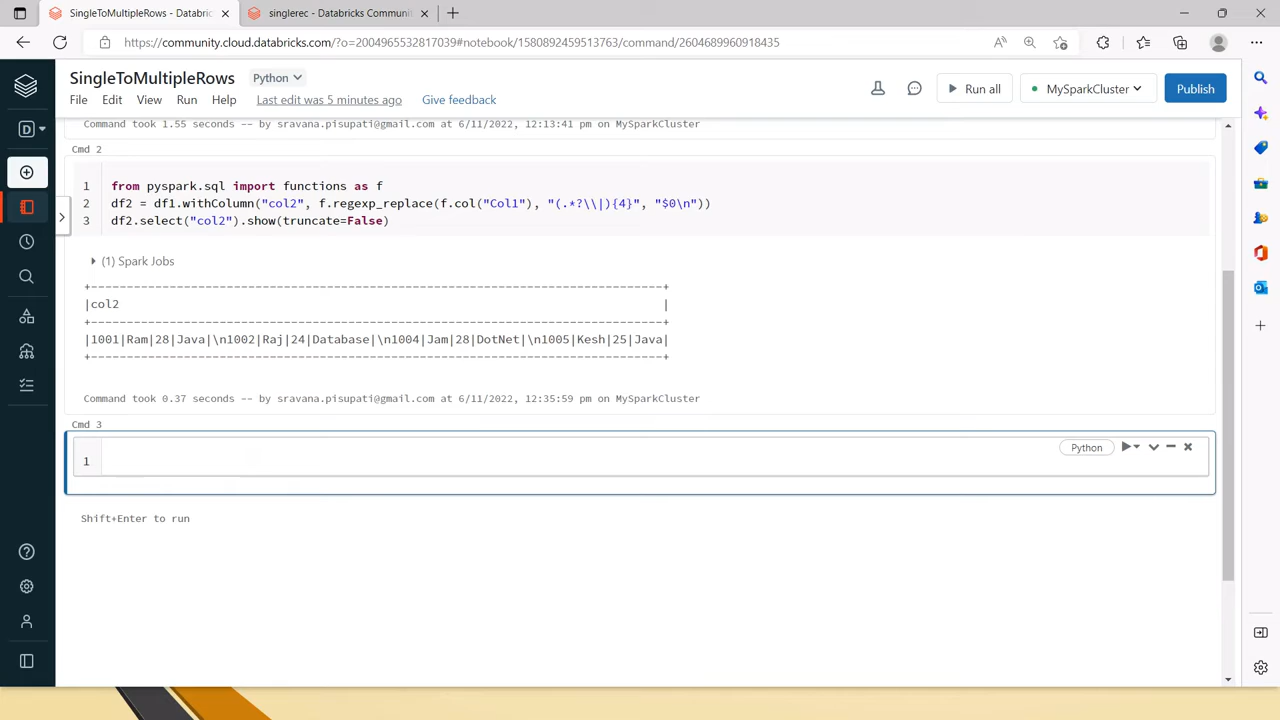 SingleToMultipleRows - Databric
singlerec - Databricks Communit
https://community.cloud.databricks.com/?o=2004965532817039#notebook/1580892459513763/command/2604689960918435
SingleToMultipleRows Python
File Edit View Run Help Last edit was 5 minutes ago Give feedback
Run all MySparkCluster Publish
D
Command took 1.55 seconds -- by sravana.pisupati@gmail.com at 6/11/2022, 12:13:41 pm on MySparkCluster
Cmd 2
1 from pyspark.sql import functions as f
2 df2 = df1.withColumn("col2", f.regexp_replace(f.col("Col1"), "(.*?\\|){4}", "$0\n"))
3 df2.select("col2").show(truncate=False)
(1) Spark Jobs
+----------------------------------------------------------------------------------+
|col2 |
+----------------------------------------------------------------------------------+
|1001|Ram|28|Java|\n1002|Raj|24|Database|\n1004|Jam|28|DotNet|\n1005|Kesh|25|Java|
+----------------------------------------------------------------------------------+
Command took 0.37 seconds -- by sravana.pisupati@gmail.com at 6/11/2022, 12:35:59 pm on MySparkCluster
Cmd 3
Python
1
Shift+Enter to run